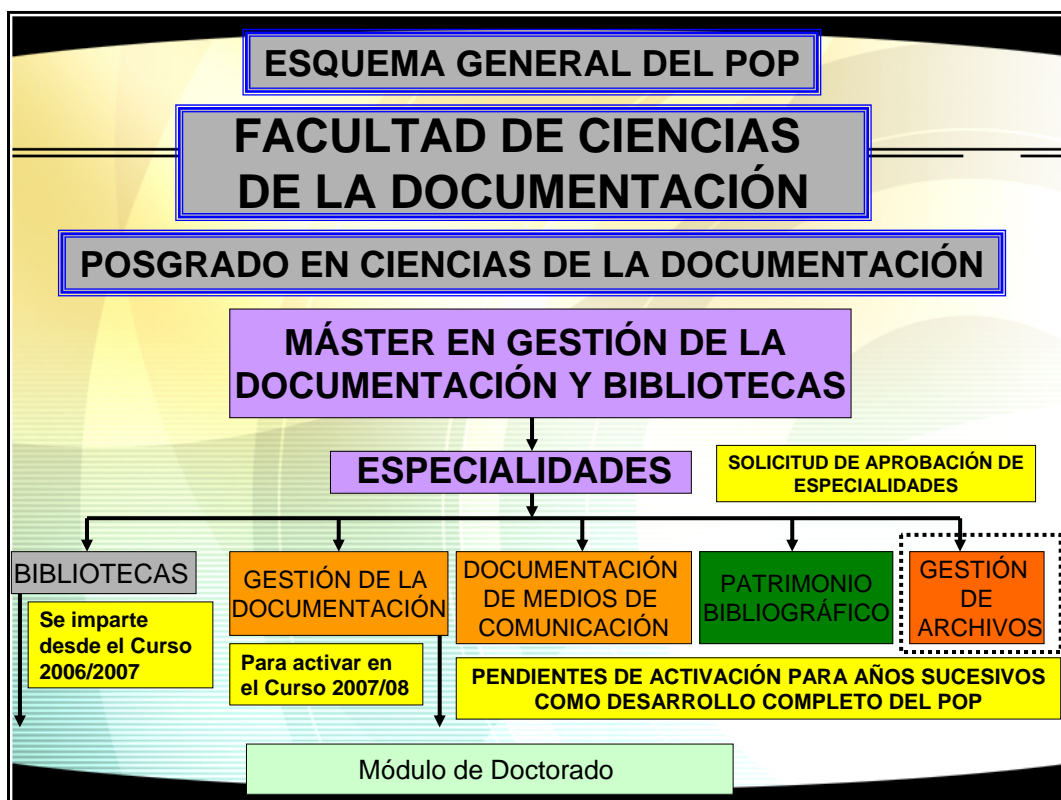 ESQUEMA GENERAL DEL POP
FACULTAD DE CIENCIAS
DE LA DOCUMENTACIÓN
POSGRADO EN CIENCIAS DE LA DOCUMENTACIÓN
MÁSTER EN GESTIÓN DE LA
DOCUMENTACIÓN Y BIBLIOTECAS
ESPECIALIDADES
SOLICITUD DE APROBACIÓN DE
ESPECIALIDADES
BIBLIOTECAS
Se imparte
desde el Curso
2006/2007
GESTIÓN DE LA
DOCUMENTACIÓN
Para activar en
el Curso 2007/08
DOCUMENTACIÓN
DE MEDIOS DE
COMUNICACIÓN
PATRIMONIO
BIBLIOGRÁFICO
GESTIÓN
DE
ARCHIVOS
PENDIENTES DE ACTIVACIÓN PARA AÑOS SUCESIVOS
COMO DESARROLLO COMPLETO DEL POP
Módulo de Doctorado